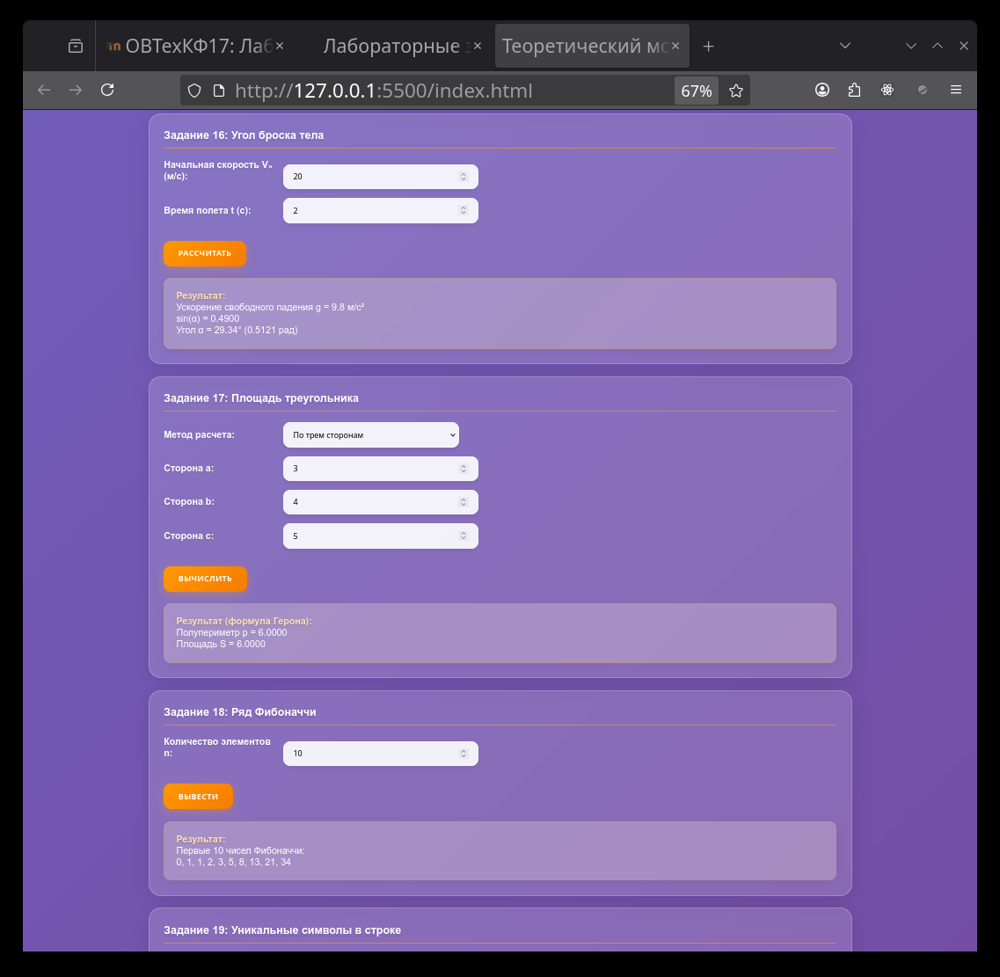 ОВТехКФ17: Лаб
Лабораторные
Теоретический мо
http://127.0.0.1:5500/index.html
67%
Задание 16: Угол броска тела
Начальная скорость V₀
(м/с):
20
Время полета t (с):
2
РАССЧИТАТЬ
Результат:
Ускорение свободного падения g = 9.8 м/с²
sin(α) = 0.4900
Угол α = 29.34° (0.5121 рад)
Задание 17: Площадь треугольника
Метод расчета:
По трем сторонам
Сторона a:
3
Сторона b:
4
Сторона c:
5
ВЫЧИСЛИТЬ
Результат (формула Герона):
Полупериметр p = 6.0000
Площадь S = 6.0000
Задание 18: Ряд Фибоначчи
Количество элементов
n:
10
ВЫВЕСТИ
Результат:
Первые 10 чисел Фибоначчи:
0, 1, 1, 2, 3, 5, 8, 13, 21, 34
Задание 19: Уникальные символы в строке